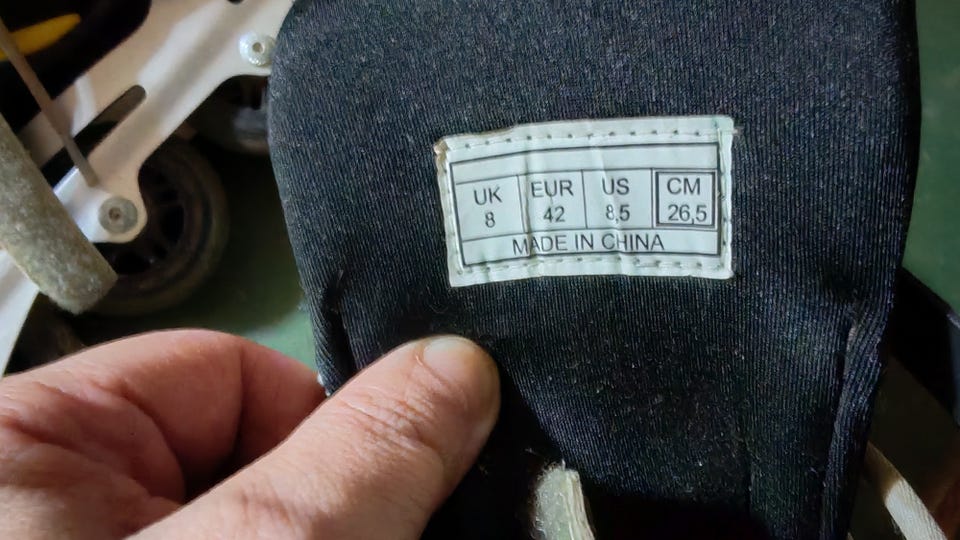 UK EUR US CM
8 42 8,5 26,5
MADE IN CHINA